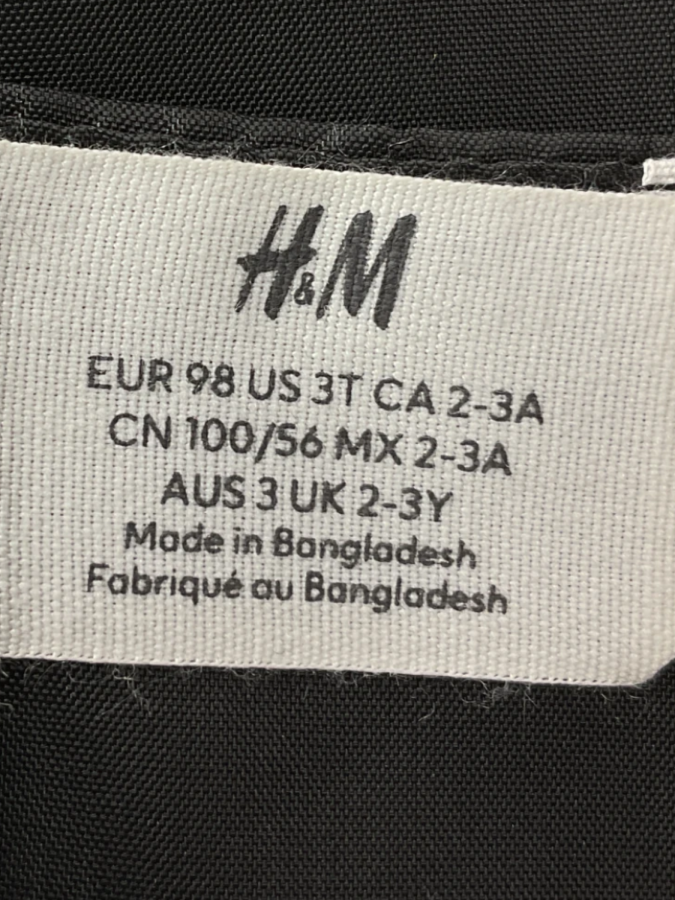 H&M
EUR 98 US 3T CA 2-3A
CN 100/56 MX 2-3A
AUS 3 UK 2-3Y
Made in Bangladesh
Fabriqué au Bangladesh